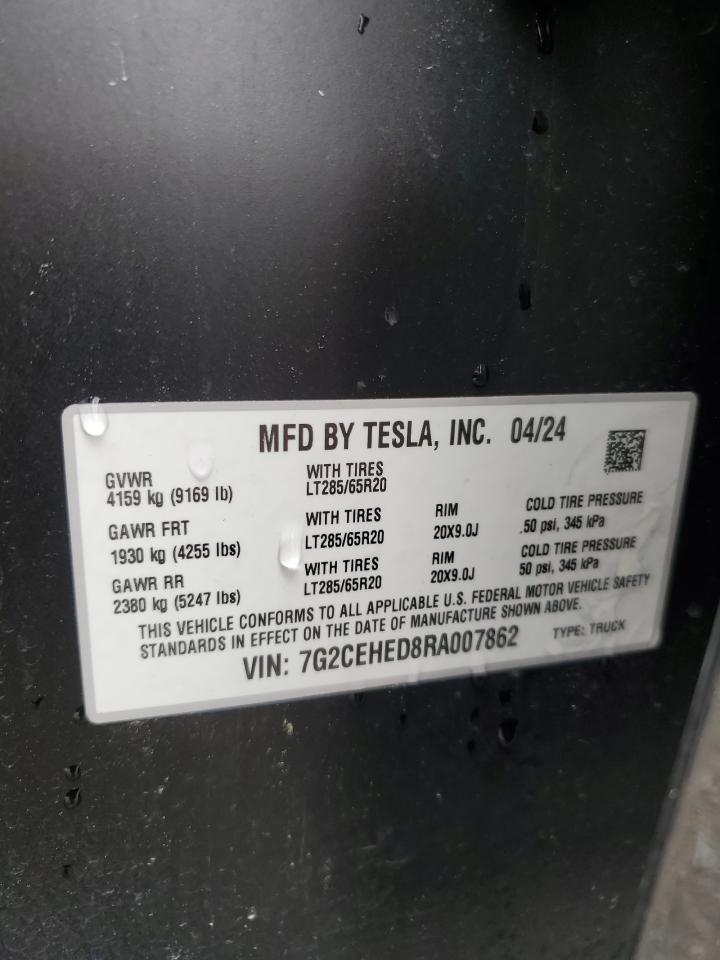 MFD BY TESLA, INC. 04/24
GVWR
4159 kg (9169 lb)
WITH TIRES
LT285/65R20
GAWR FRT
1930 kg (4255 lbs)
WITH TIRES
LT285/65R20
RIM
20X9.0J
COLD TIRE PRESSURE
50 psi, 345 kPa
GAWR RR
2380 kg (5247 lbs)
WITH TIRES
LT285/65R20
RIM
20X9.0J
COLD TIRE PRESSURE
50 psi, 345 kPa
THIS VEHICLE CONFORMS TO ALL APPLICABLE U.S. FEDERAL MOTOR VEHICLE SAFETY
STANDARDS IN EFFECT ON THE DATE OF MANUFACTURE SHOWN ABOVE.
VIN: 7G2CEHED8RA007862
TYPE: TRUCK